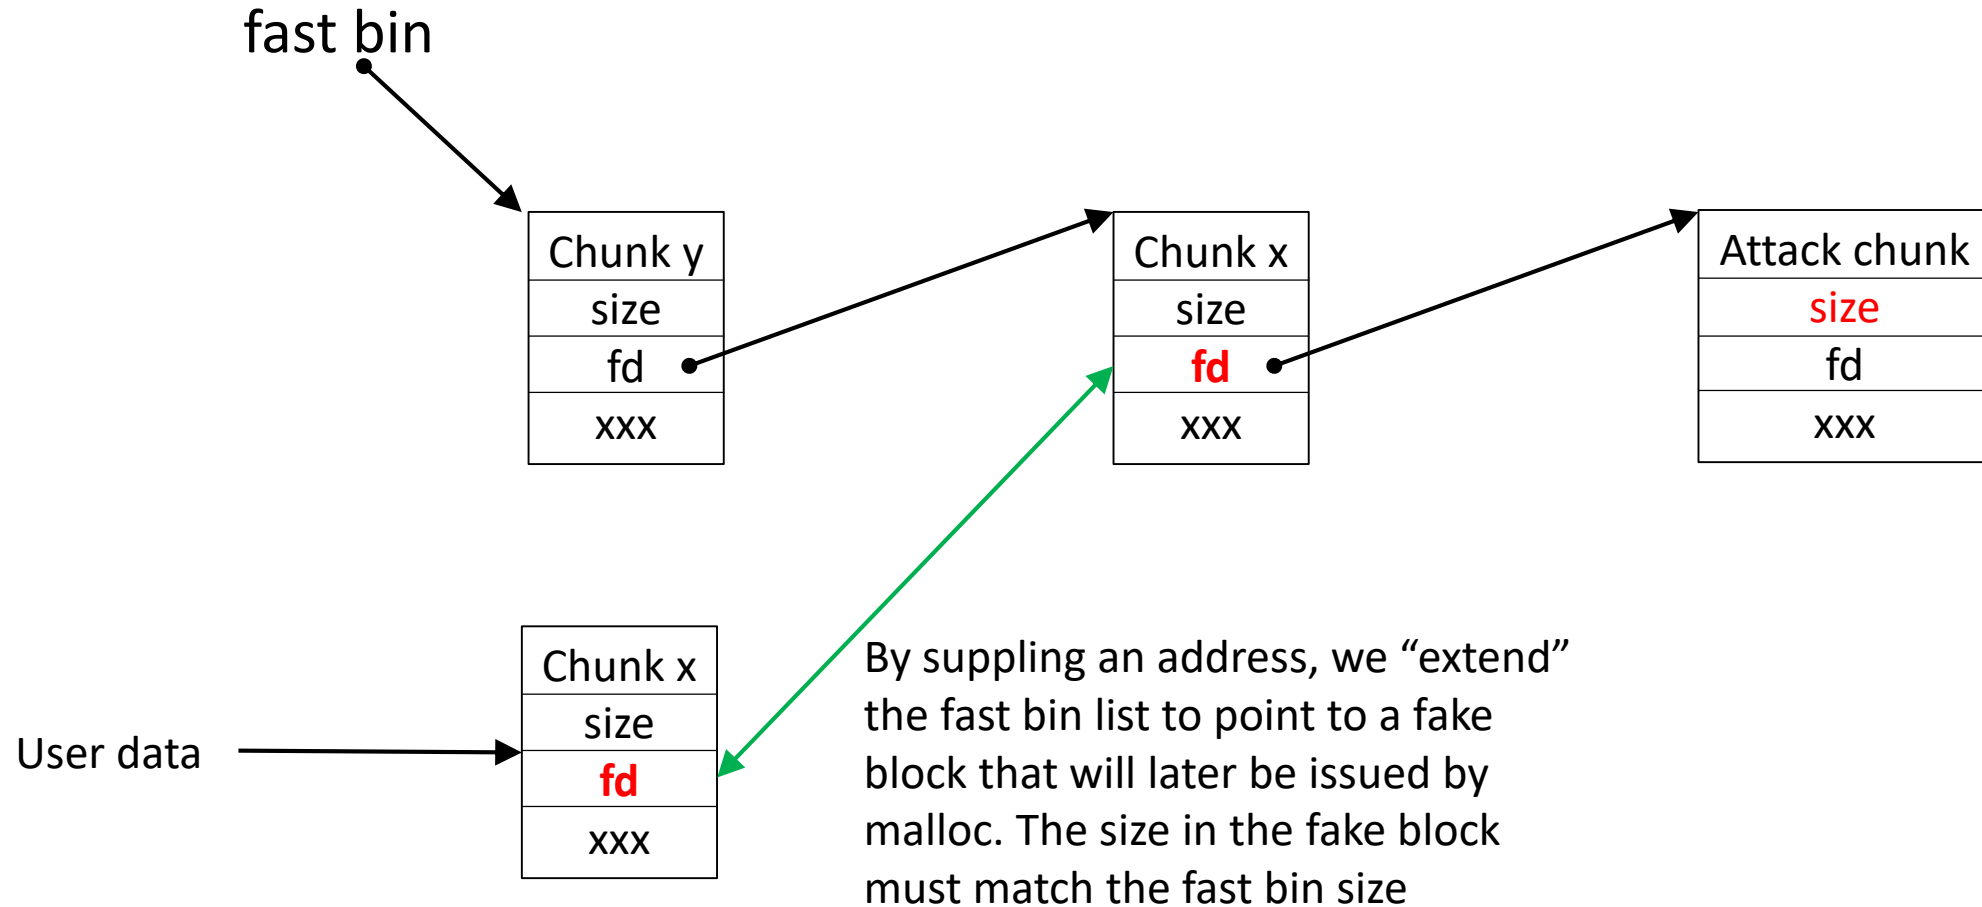 fast bin
Chunk y
size
fd
xxx
Chunk x
size
fd
xxx
Attack chunk
size
fd
xxx
User data
Chunk x
size
fd
xxx
By suppling an address, we “extend”
the fast bin list to point to a fake
block that will later be issued by
malloc. The size in the fake block
must match the fast bin size